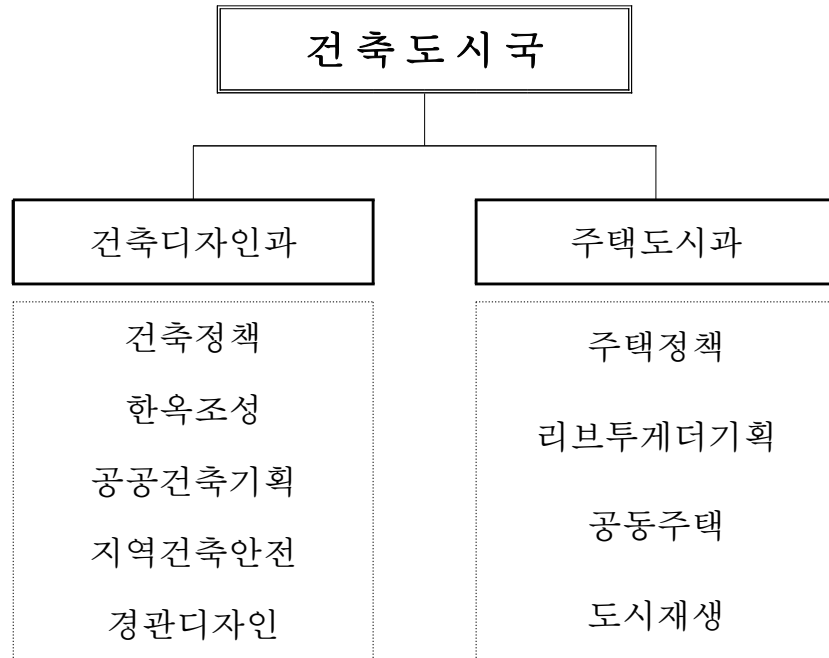 건축도시국
건축디자인과
건축정책
한옥조성
공공건축기획
지역건축안전
경관디자인
주택도시과
주택정책
리브투게더기획
공동주택
도시재생